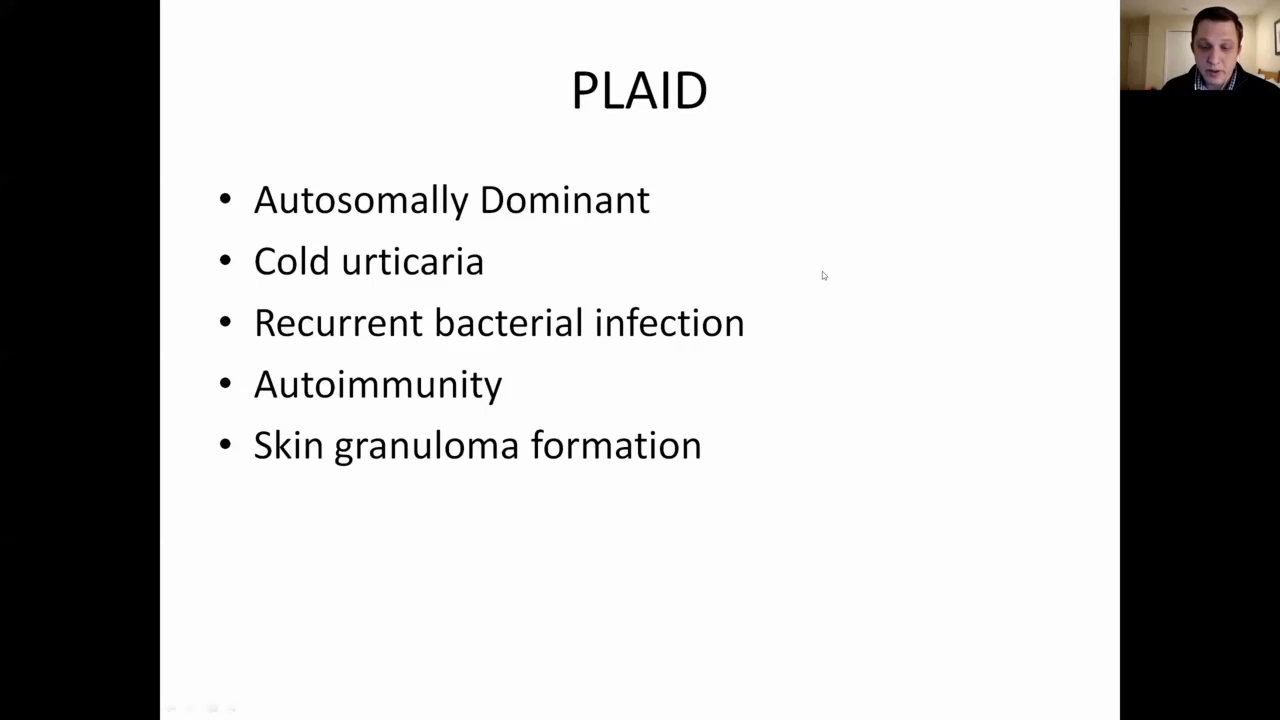 PLAID
• Autosomally Dominant
• Cold urticaria
• Recurrent bacterial infection
• Autoimmunity
• Skin granuloma formation